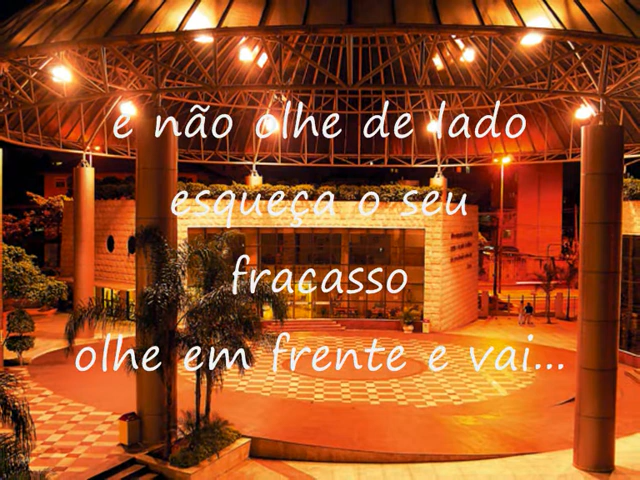 e não olhe de lado
esqueça o seu
fracasso
olhe em frente e vai...